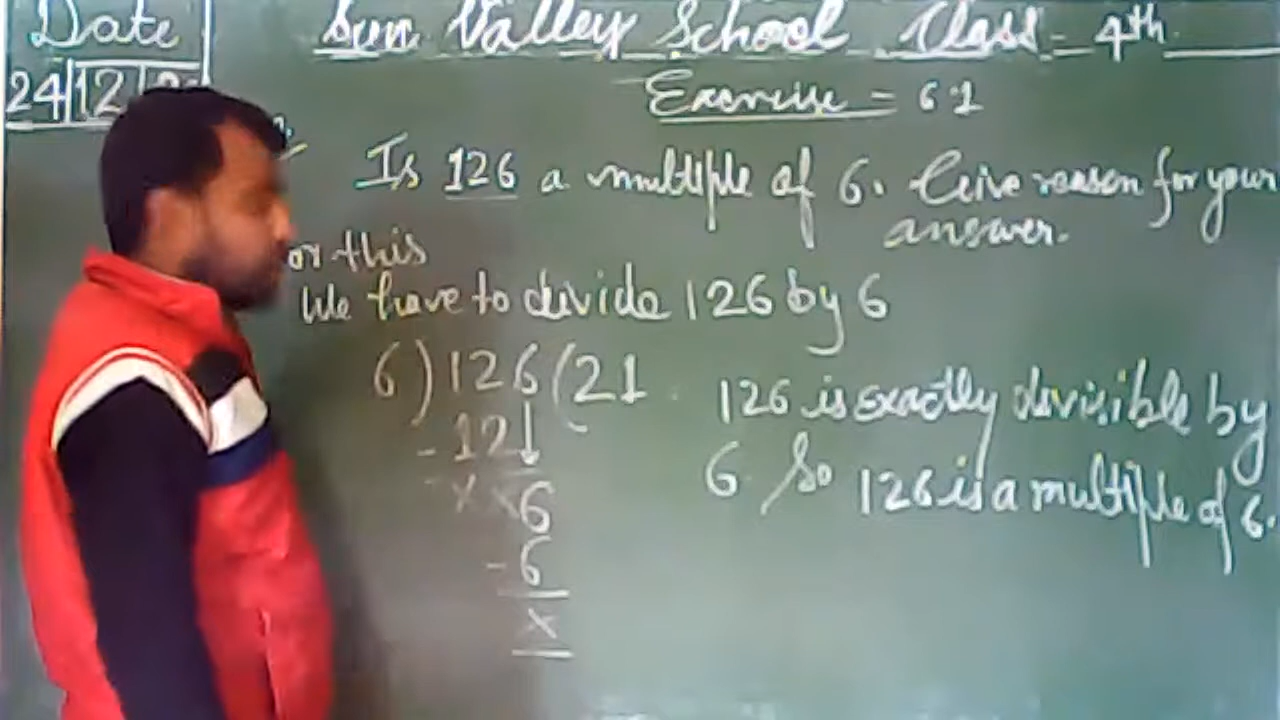 Date
Sun Valley School Class - 4th
24/12/
Exercise = 6.1
Is 126 a multiple of 6. Give reason for your
answer.
or this
We have to divide 126 by 6
6)126(21
-12↓
xx6
-6
x
126 is exactly divisible by
6. So 126 is a multiple of 6.